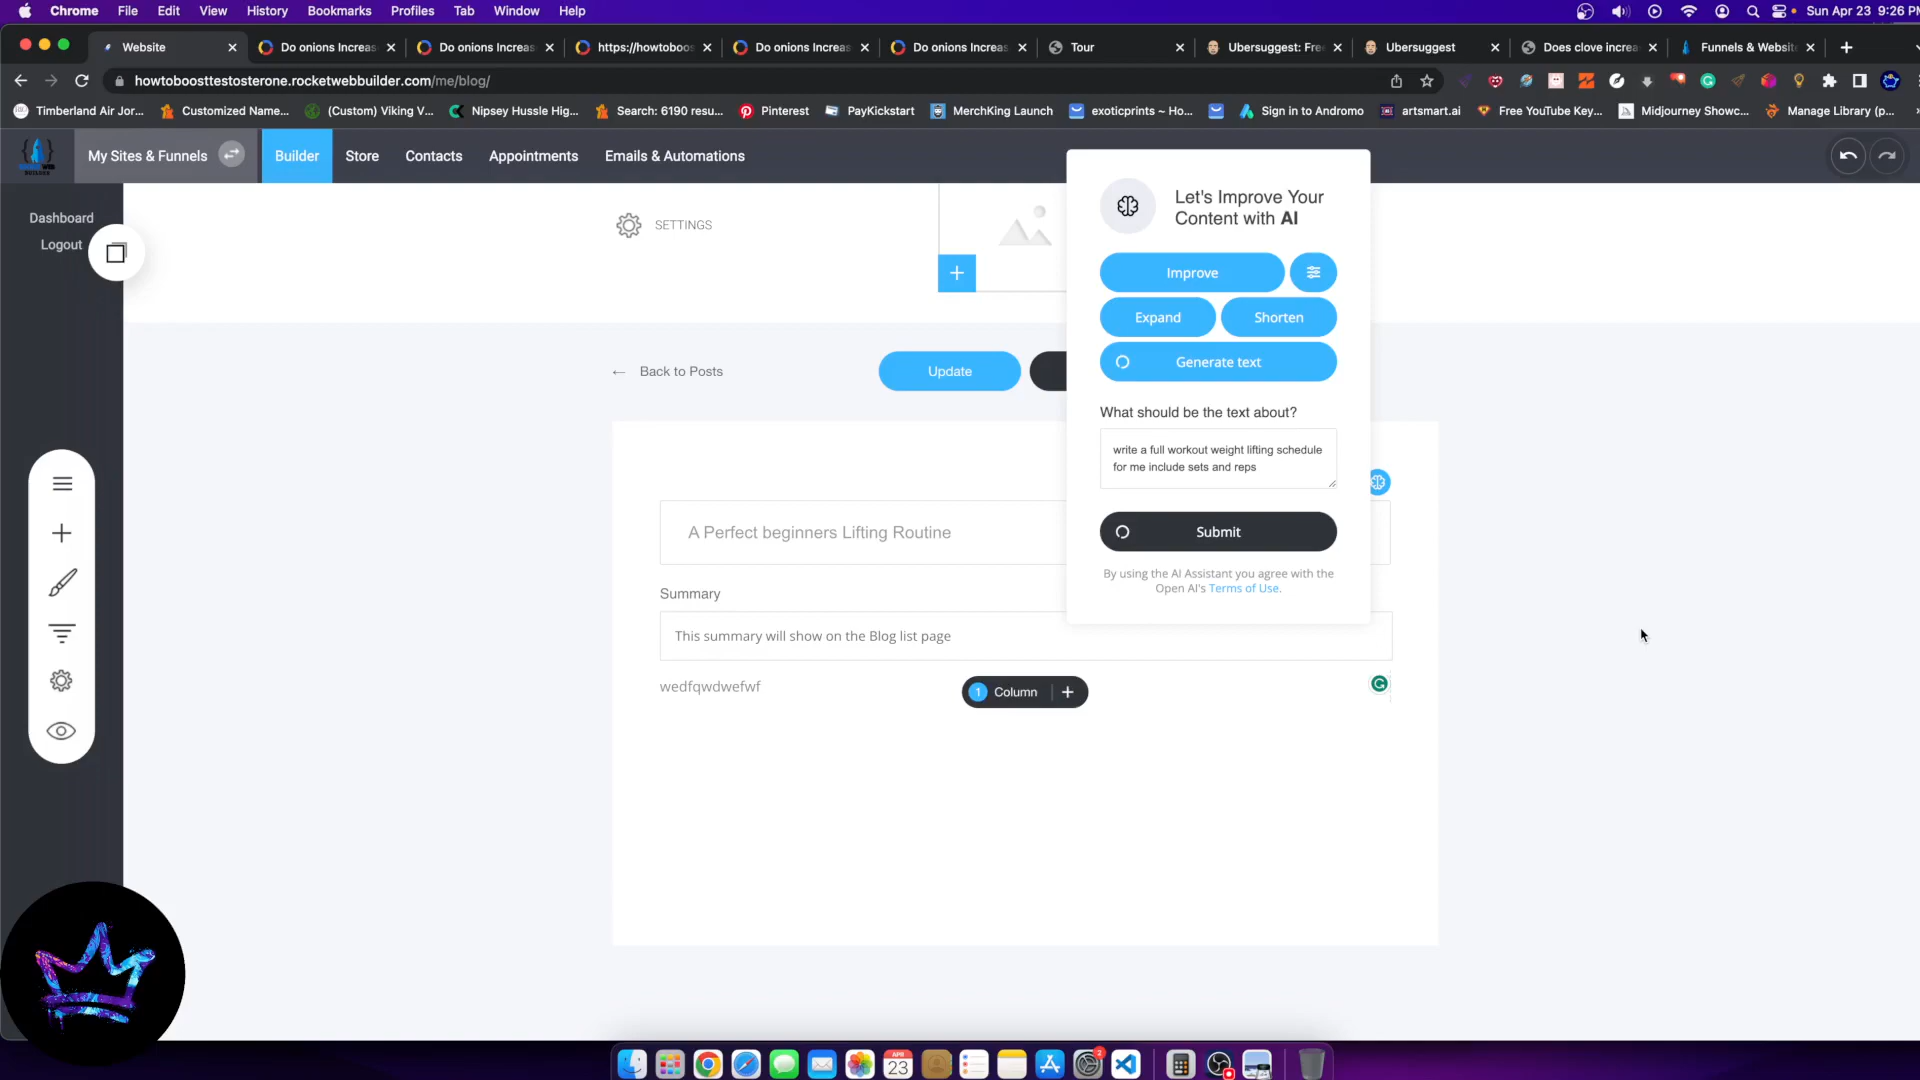 Chrome File Edit View History Bookmarks Profiles Tab Window Help Sun Apr 23 9:26 PM
Website Do onions Increas Do onions Increas https://howtoboos Do onions Increas Do onions Increas Tour Ubersuggest: Fre Ubersuggest Does clove increa Funnels & Websit
howtoboosttestosterone.rocketwebbuilder.com/me/blog/
Timberland Air Jor... Customized Name... (Custom) Viking V... Nipsey Hussle Hig... Search: 6190 resu... Pinterest PayKickstart MerchKing Launch exoticprints ~ Ho... Sign in to Andromo artsmart.ai Free YouTube Key... Midjourney Showc... Manage Library (p...
My Sites & Funnels Builder Store Contacts Appointments Emails & Automations
Dashboard
Logout
SETTINGS
Let's Improve Your
Content with AI
Improve
Expand Shorten
Generate text
Back to Posts Update
What should be the text about?
write a full workout weight lifting schedule
for me include sets and reps
A Perfect beginners Lifting Routine
Submit
By using the AI Assistant you agree with the
Open AI's Terms of Use.
Summary
This summary will show on the Blog list page
wedfqwdwefwf
1 Column
APR
23
2